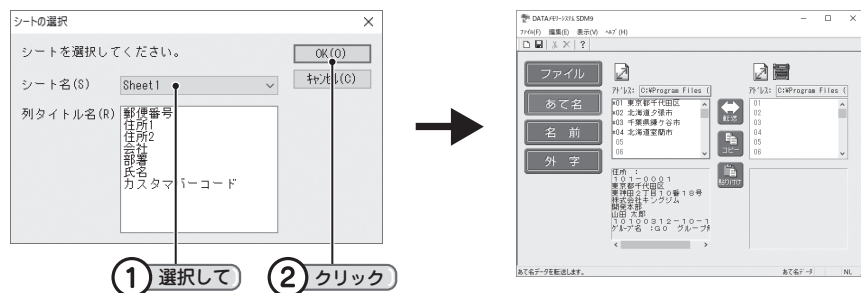 シートの選択
シートを選択してください。
OK(O)
ｷｬﾝｾﾙ(C)
シート名(S)
Sheet1
列タイトル名(R)
郵便番号
住所1
住所2
会社
部署
氏名
カスタマバーコード
① 選択して
② クリック
DATAﾒﾓﾘｰｼｽﾃﾑ SDM9
ﾌｧｲﾙ(F) 編集(E) 表示(V) ﾍﾙﾌﾟ(H)
ファイル
あて名
名 前
外 字
ｱﾄﾞﾚｽ: C:¥Program Files (
*01 東京都千代田区
*02 北海道夕張市
*03 千葉県鎌ケ谷市
*04 北海道室蘭市
05
06
転送
コピー
貼り付け
ｱﾄﾞﾚｽ: C:¥Program Files (
01
02
03
04
05
06
住所 :
101-0001
東京都千代田区
東神田2丁目10番18号
株式会社キングジム
開発本部
山田 太郎
10100312-10-1
ｸﾞﾙｰﾌﾟ名 :G0 グループ
あて名データを転送します。
あて名ﾃﾞｰﾀ
NL